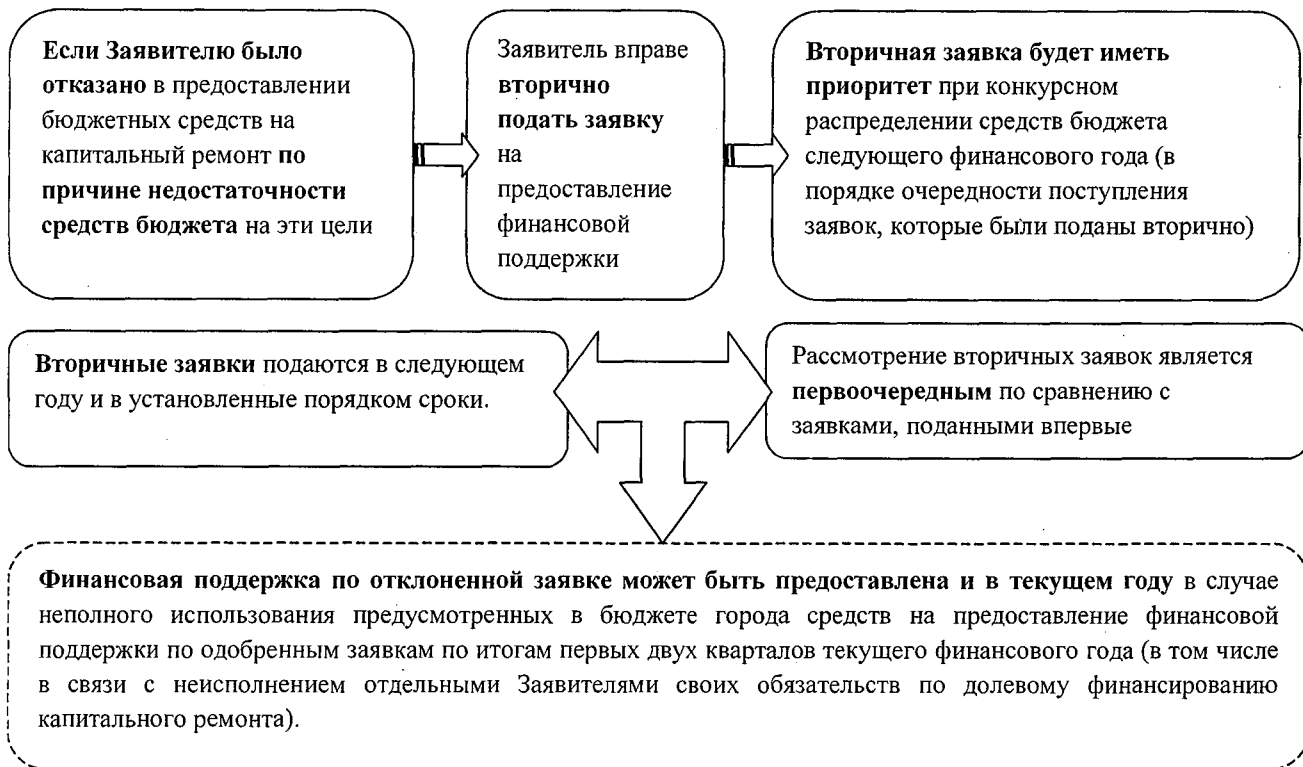 Если Заявителю было
отказано в предоставлении
бюджетных средств на
капитальный ремонт по
причине недостаточности
средств бюджета на эти цели
Заявитель вправе
вторично
подать заявку
на
предоставление
финансовой
поддержки
Вторичная заявка будет иметь
приоритет при конкурсном
распределении средств бюджета
следующего финансового года (в
порядке очередности поступления
заявок, которые были поданы вторично)
Вторичные заявки подаются в следующем
году и в установленные порядком сроки.
Рассмотрение вторичных заявок является
первоочередным по сравнению с
заявками, поданными впервые
Финансовая поддержка по отклоненной заявке может быть предоставлена и в текущем году в случае
неполного использования предусмотренных в бюджете города средств на предоставление финансовой
поддержки по одобренным заявкам по итогам первых двух кварталов текущего финансового года (в том числе
в связи с неисполнением отдельными Заявителями своих обязательств по долевому финансированию
капитального ремонта).